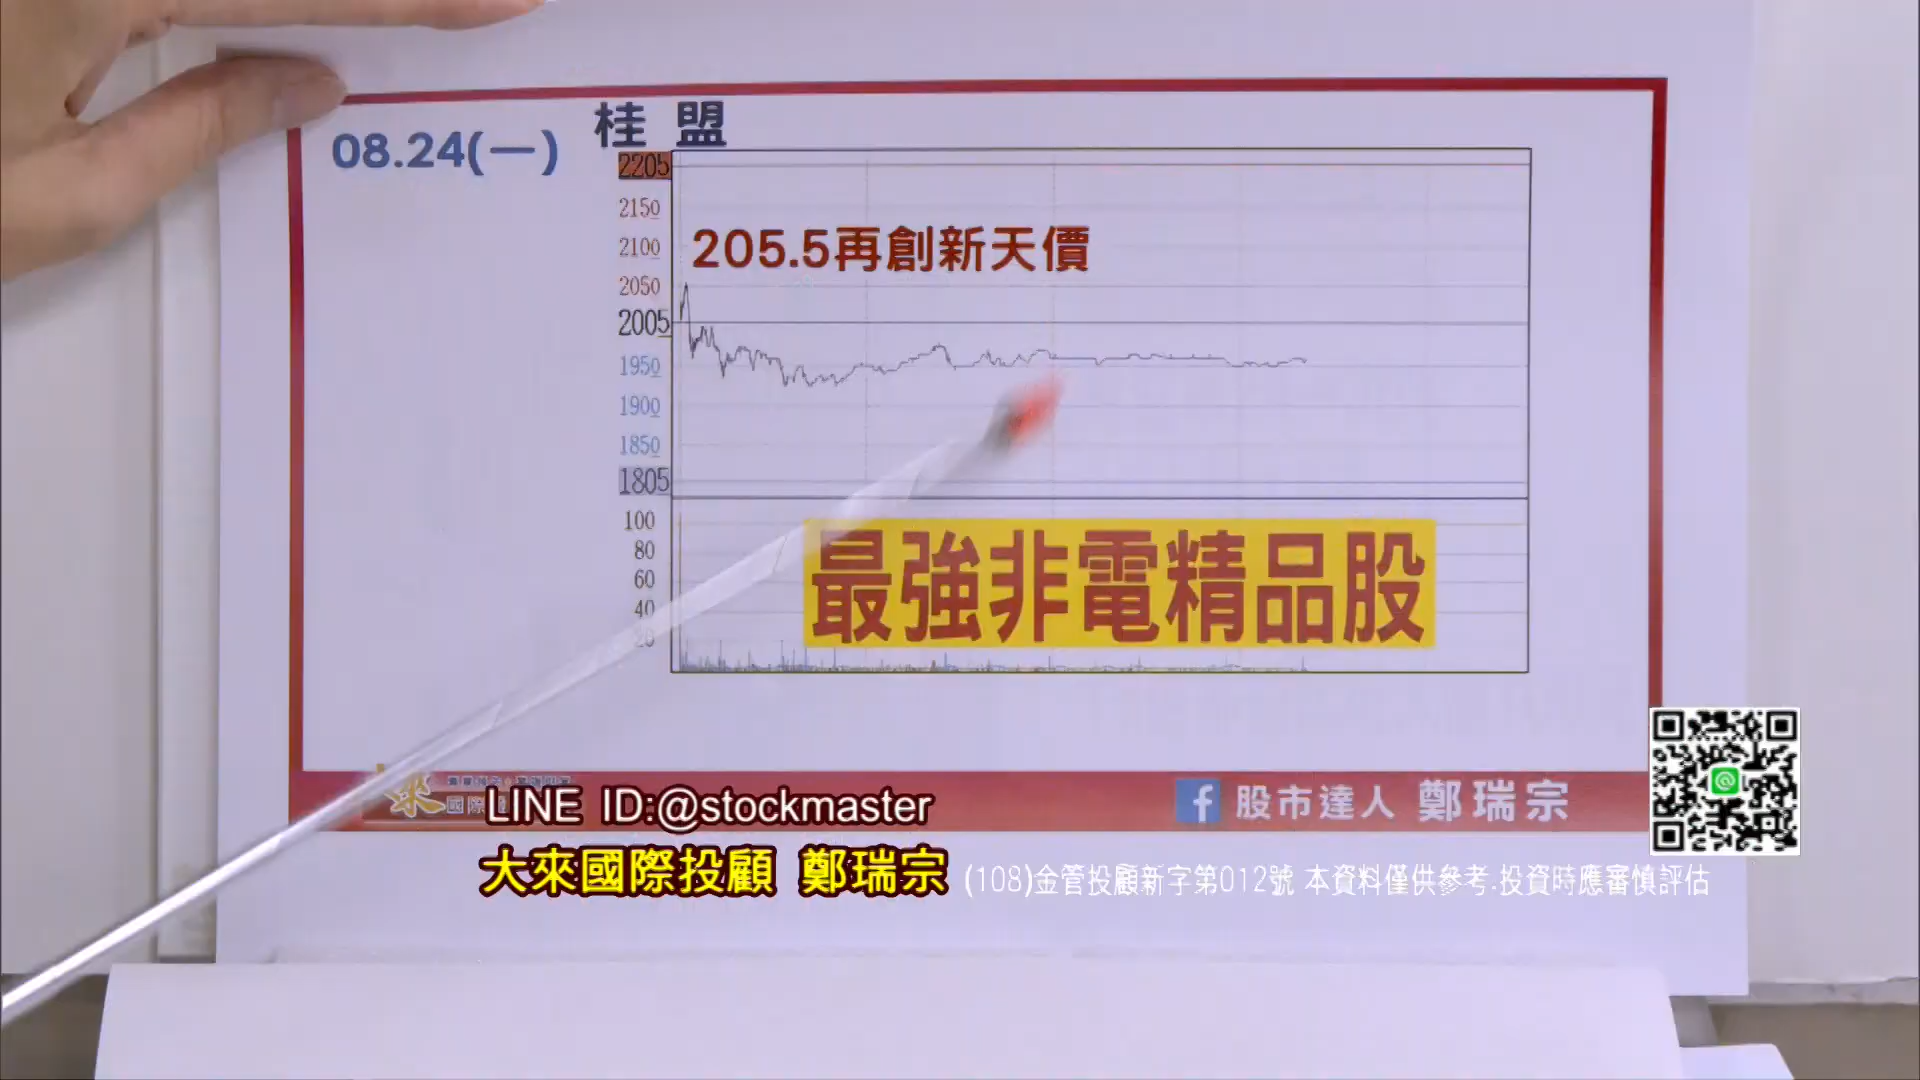 桂 盟
08.24(一)
2205
2150
2100
205.5再創新天價
2050
2005
1950
1900
1850
1805
100
80
60
40
20
最強非電精品股
來
國際
LINE ID:@stockmaster
f 股市達人 鄭瑞宗
大來國際投顧 鄭瑞宗
(108)金管投顧新字第012號 本資料僅供參考.投資時應審慎評估